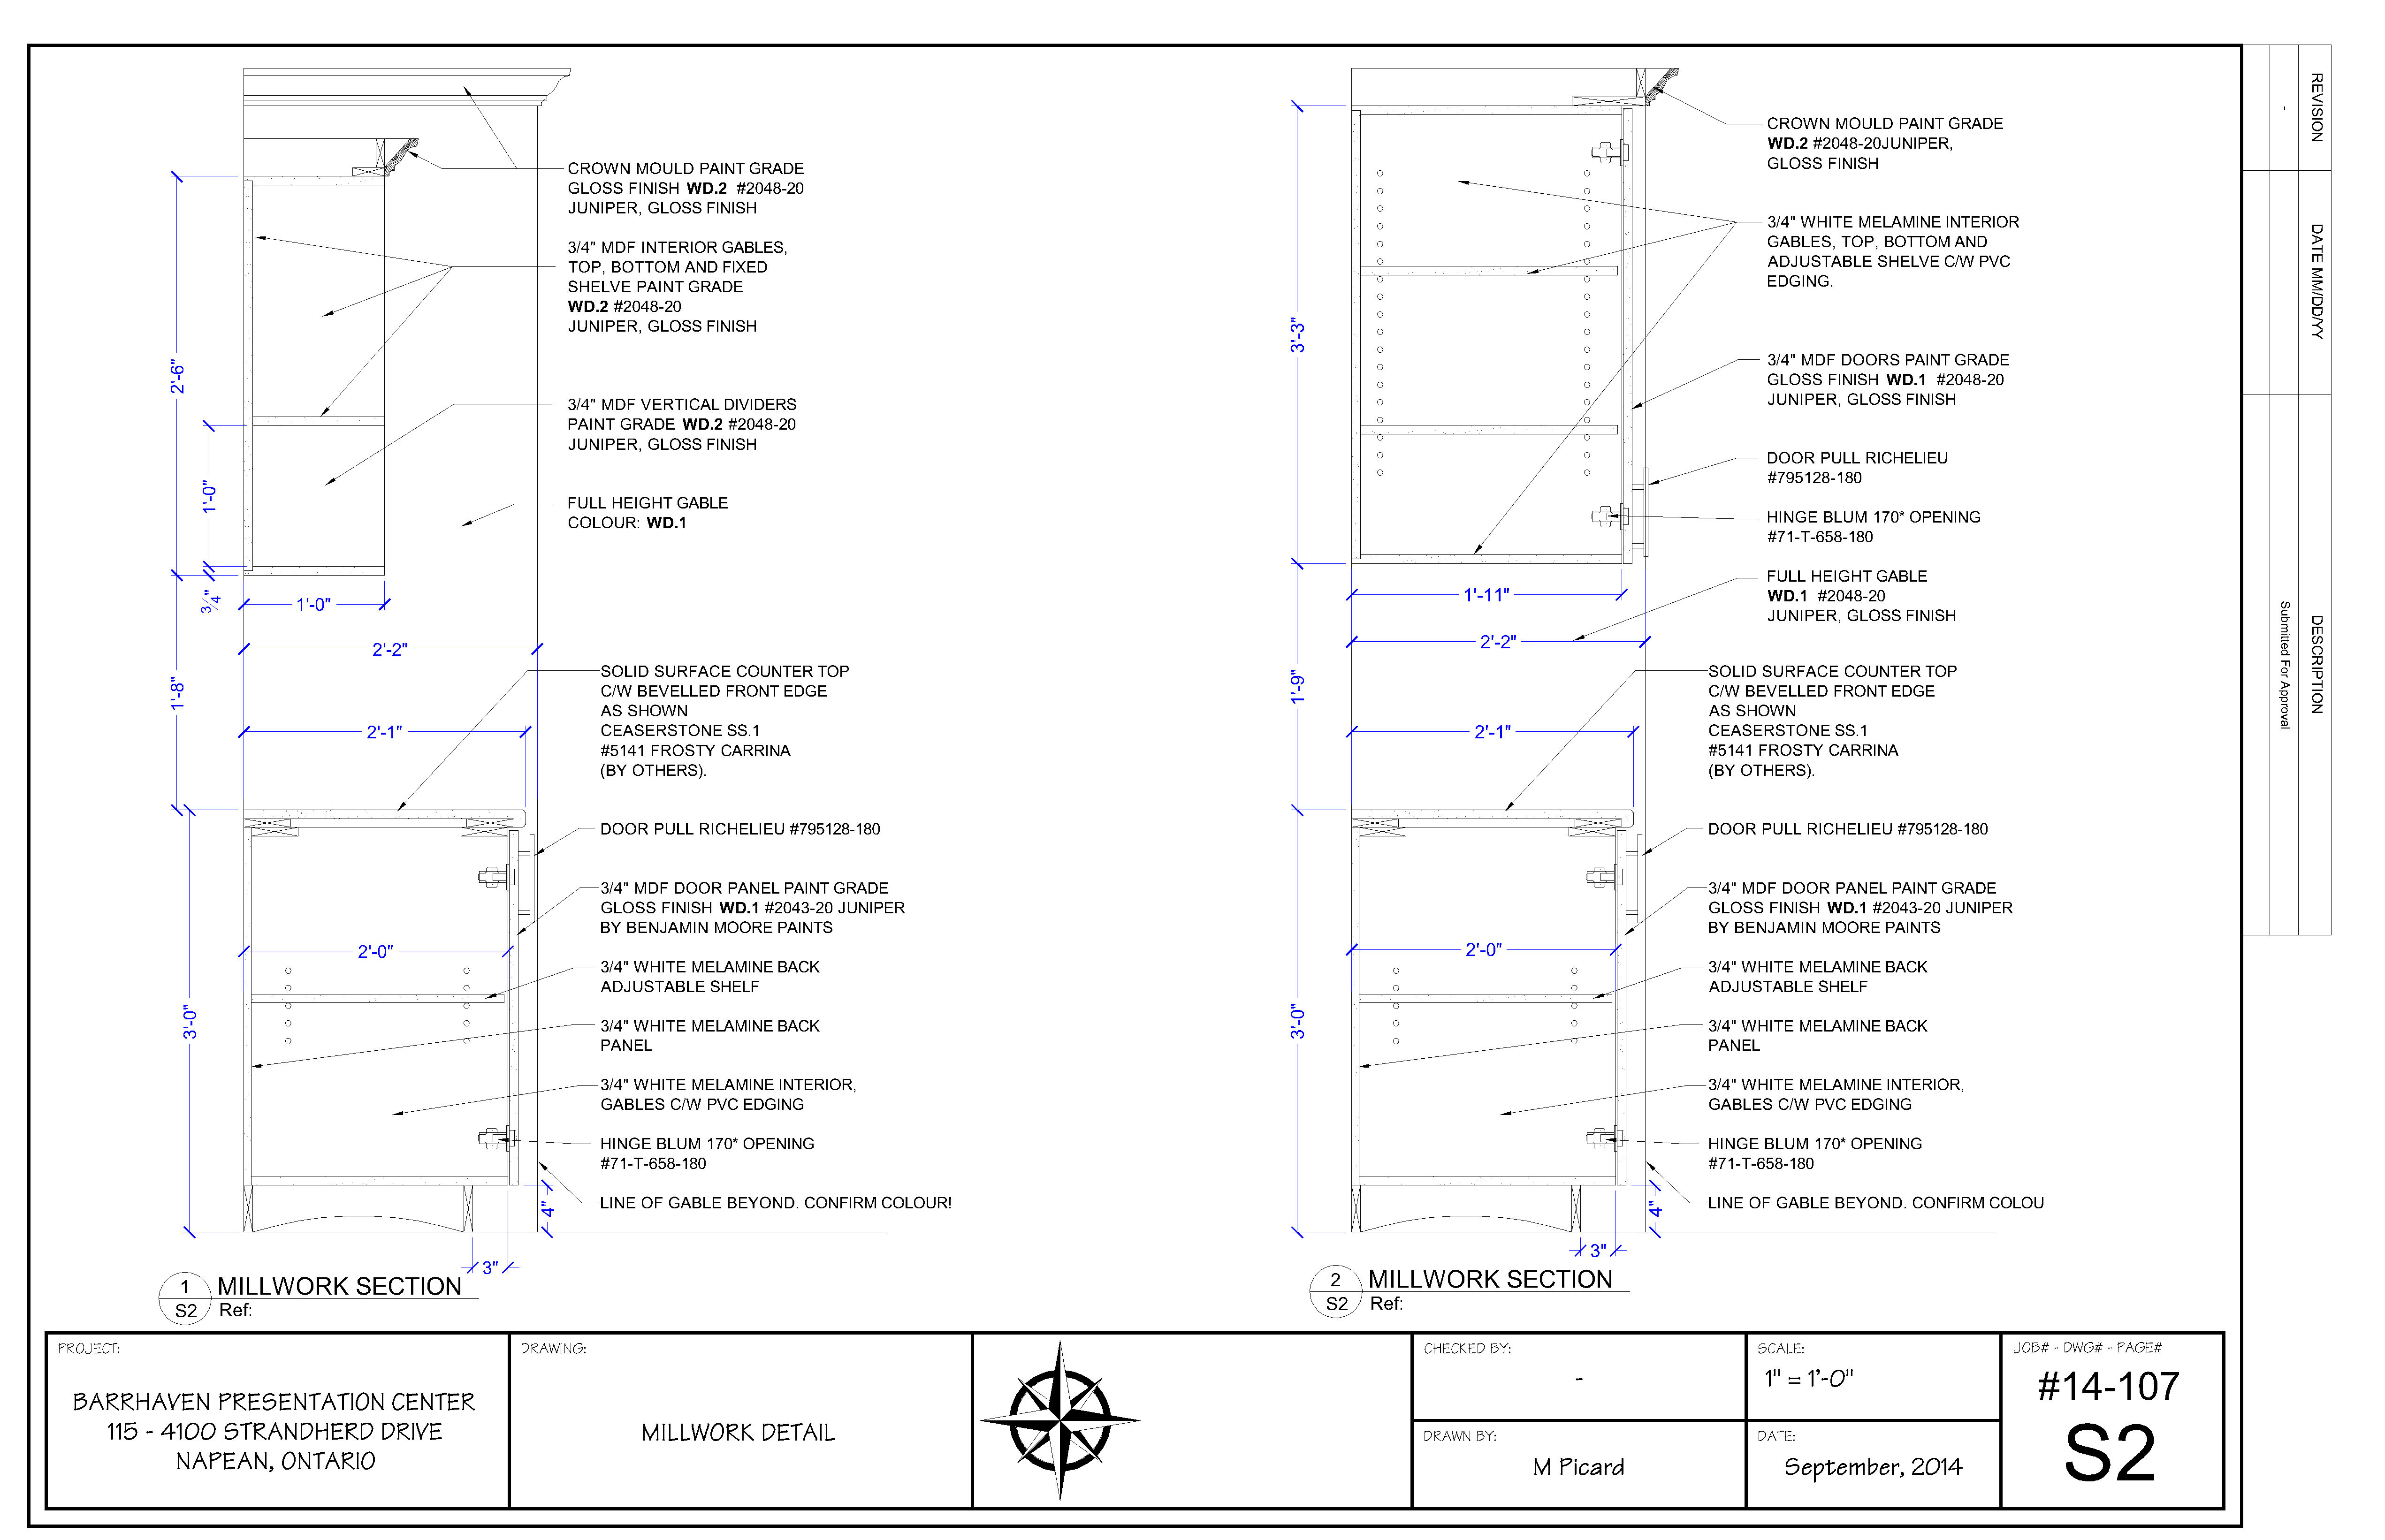 CROWN MOULD PAINT GRADE
GLOSS FINISH WD.2 #2048-20
JUNIPER, GLOSS FINISH
3/4" MDF INTERIOR GABLES,
TOP, BOTTOM AND FIXED
SHELVE PAINT GRADE
WD.2 #2048-20
JUNIPER, GLOSS FINISH
3/4" MDF VERTICAL DIVIDERS
PAINT GRADE WD.2 #2048-20
JUNIPER, GLOSS FINISH
FULL HEIGHT GABLE
COLOUR: WD.1
2'-6"
1'-0"
3/4"
1'-0"
2'-2"
1'-8"
2'-1"
SOLID SURFACE COUNTER TOP
C/W BEVELLED FRONT EDGE
AS SHOWN
CEASERSTONE SS.1
#5141 FROSTY CARRINA
(BY OTHERS).
DOOR PULL RICHELIEU #795128-180
3/4" MDF DOOR PANEL PAINT GRADE
GLOSS FINISH WD.1 #2043-20 JUNIPER
BY BENJAMIN MOORE PAINTS
2'-0"
3/4" WHITE MELAMINE BACK
ADJUSTABLE SHELF
3'-0"
3/4" WHITE MELAMINE BACK
PANEL
3/4" WHITE MELAMINE INTERIOR,
GABLES C/W PVC EDGING
HINGE BLUM 170* OPENING
#71-T-658-180
LINE OF GABLE BEYOND. CONFIRM COLOUR!
4"
3"
1
S2
MILLWORK SECTION
Ref:
CROWN MOULD PAINT GRADE
WD.2 #2048-20JUNIPER,
GLOSS FINISH
3/4" WHITE MELAMINE INTERIOR
GABLES, TOP, BOTTOM AND
ADJUSTABLE SHELVE C/W PVC
EDGING.
3'-3"
3/4" MDF DOORS PAINT GRADE
GLOSS FINISH WD.1 #2048-20
JUNIPER, GLOSS FINISH
DOOR PULL RICHELIEU
#795128-180
HINGE BLUM 170* OPENING
#71-T-658-180
FULL HEIGHT GABLE
WD.1 #2048-20
JUNIPER, GLOSS FINISH
1'-11"
2'-2"
1'-9"
2'-1"
SOLID SURFACE COUNTER TOP
C/W BEVELLED FRONT EDGE
AS SHOWN
CEASERSTONE SS.1
#5141 FROSTY CARRINA
(BY OTHERS).
DOOR PULL RICHELIEU #795128-180
3/4" MDF DOOR PANEL PAINT GRADE
GLOSS FINISH WD.1 #2043-20 JUNIPER
BY BENJAMIN MOORE PAINTS
2'-0"
3/4" WHITE MELAMINE BACK
ADJUSTABLE SHELF
3'-0"
3/4" WHITE MELAMINE BACK
PANEL
3/4" WHITE MELAMINE INTERIOR,
GABLES C/W PVC EDGING
HINGE BLUM 170* OPENING
#71-T-658-180
LINE OF GABLE BEYOND. CONFIRM COLOU
4"
3"
2
S2
MILLWORK SECTION
Ref:
REVISION
-
DATE MM/DD/YY
DESCRIPTION
Submitted For Approval
PROJECT:
BARRHAVEN PRESENTATION CENTER
115 - 4100 STRANDHERD DRIVE
NAPEAN, ONTARIO
DRAWING:
MILLWORK DETAIL
CHECKED BY:
-
DRAWN BY:
M Picard
SCALE:
1" = 1'-0"
DATE:
September, 2014
JOB# - DWG# - PAGE#
#14-107
S2